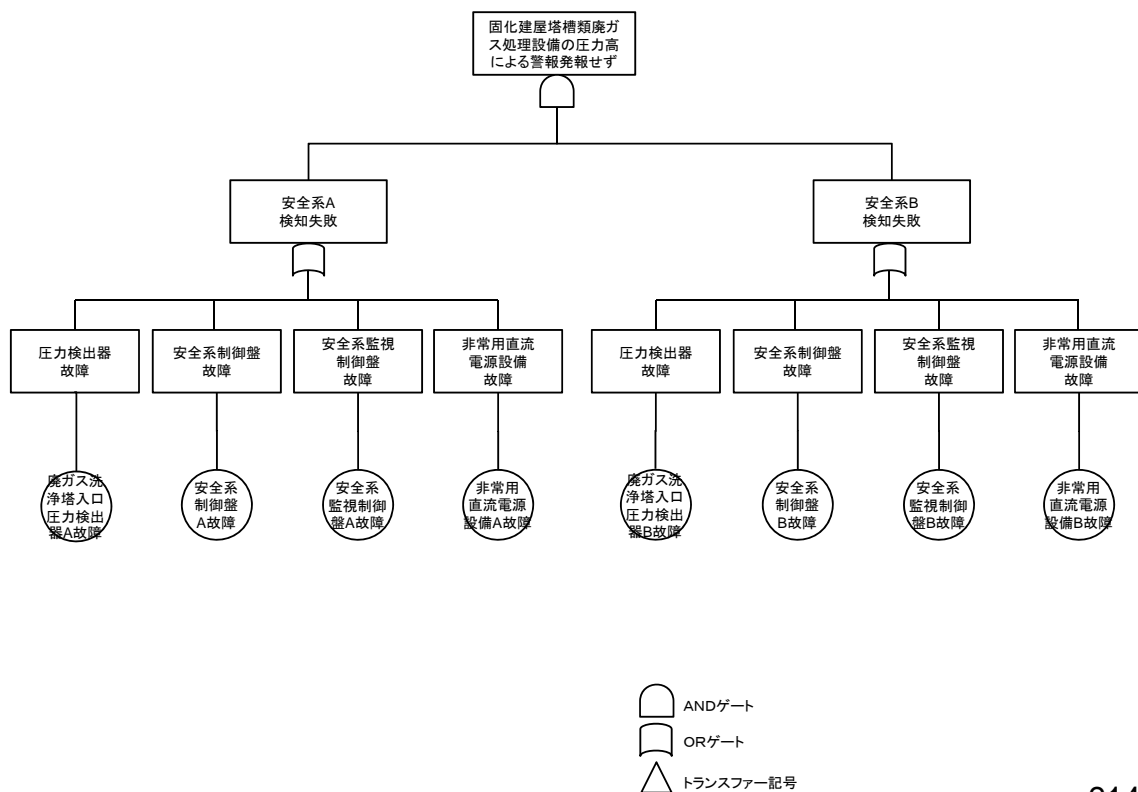 固化建屋塔槽類廃ガ
ス処理設備の圧力高
による警報発報せず
安全系A
検知失敗
安全系B
検知失敗
圧力検出器
故障
安全系制御盤
故障
安全系監視
制御盤
故障
非常用直流
電源設備
故障
圧力検出器
故障
安全系制御盤
故障
安全系監視
制御盤
故障
非常用直流
電源設備
故障
廃ガス洗
浄塔入口
圧力検出
器A故障
安全系
制御盤
A故障
安全系
監視制御
盤A故障
非常用
直流電源
設備A故障
廃ガス洗
浄塔入口
圧力検出
器B故障
安全系
制御盤
B故障
安全系
監視制御
盤B故障
非常用
直流電源
設備B故障
ANDゲート
ORゲート
トランスファー記号